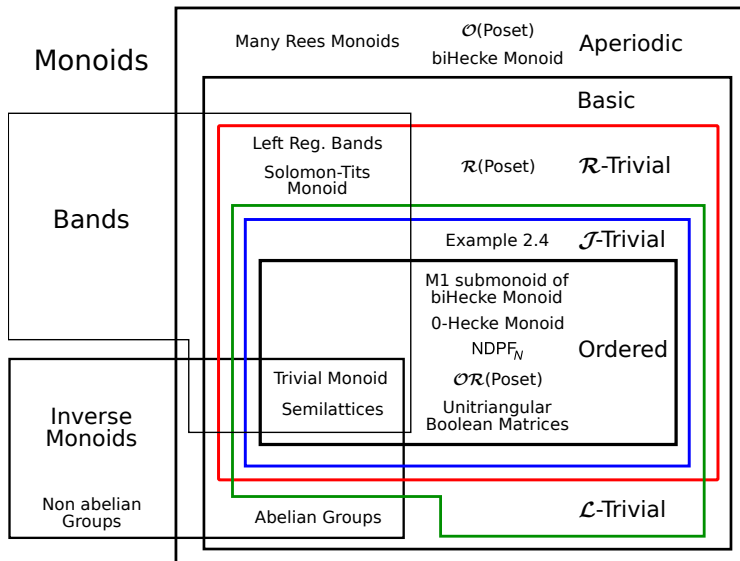 Monoids
Many Rees Monoids
𝒪(Poset)
biHecke Monoid
Aperiodic
Basic
Bands
Left Reg. Bands
Solomon-Tits
Monoid
ℛ(Poset)
ℛ-Trivial
Example 2.4
𝒥-Trivial
M1 submonoid of
biHecke Monoid
0-Hecke Monoid
NDPF_N
𝒪ℛ(Poset)
Unitriangular
Boolean Matrices
Ordered
Trivial Monoid
Semilattices
Inverse
Monoids
Non abelian
Groups
Abelian Groups
ℒ-Trivial